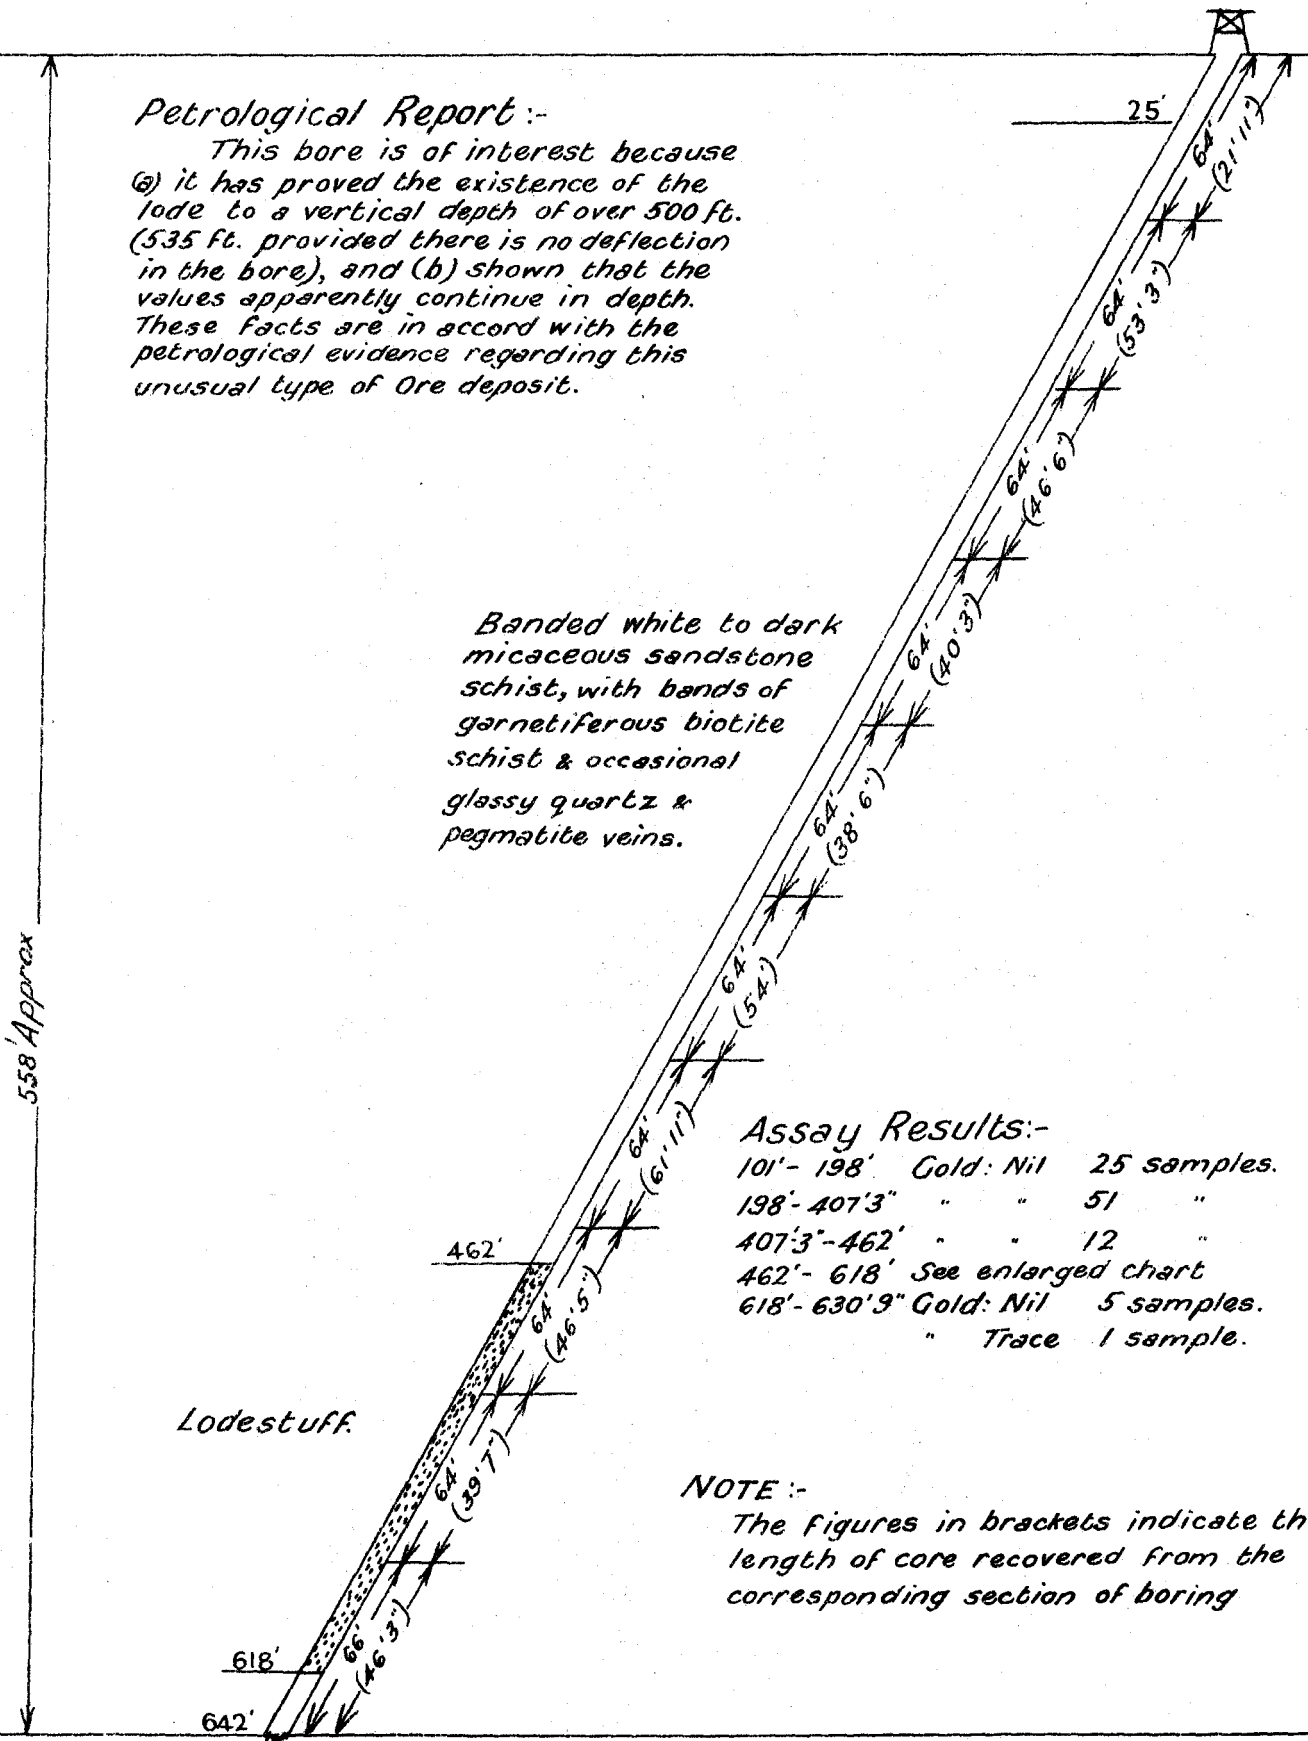 Petrological Report :-
This bore is of interest because
(a) it has proved the existence of the
lode to a vertical depth of over 500 ft.
(535 ft. provided there is no deflection
in the bore), and (b) shown that the
values apparently continue in depth.
These facts are in accord with the
petrological evidence regarding this
unusual type of Ore deposit.
25'
64'
(21'11")
64'
(53'3")
64'
(46'6")
64'
(40'3")
64'
(38'6")
64'
(54')
64'
(61'11")
64'
(46'5")
64'
(39'7")
66'
(46'3")
Banded white to dark
micaceous sandstone
schist, with bands of
garnetiferous biotite
schist & occasional
glassy quartz &
pegmatite veins.
558' Approx
Assay Results:-
101'- 198' Gold: Nil 25 samples.
198'- 407'3" " " 51 "
407'3"-462' " " 12 "
462'- 618' See enlarged chart
618'- 630'9" Gold: Nil 5 samples.
" Trace 1 sample.
462'
Lodestuff.
618'
642'
NOTE :-
The figures in brackets indicate th
length of core recovered from the
corresponding section of boring